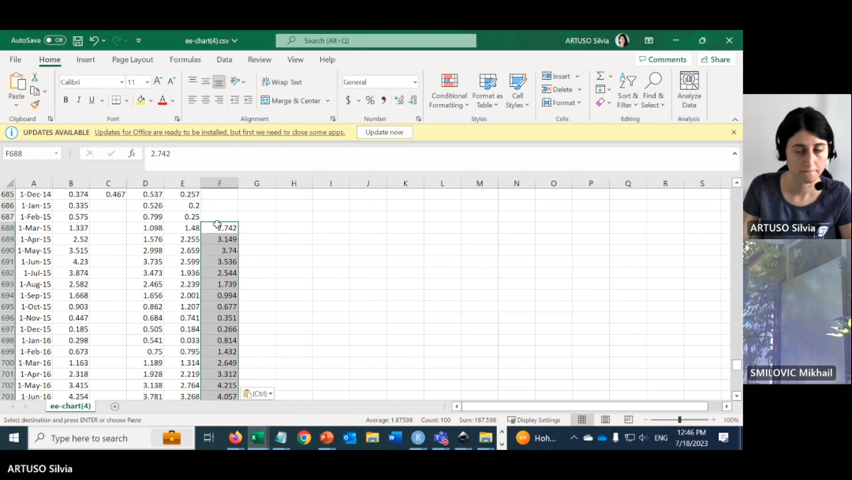 AutoSave Off ee-chart(4).csv Search (Alt+Q) ARTUSO Silvia
File Home Insert Page Layout Formulas Data Review View Help Comments Share
Paste Calibri 11 A A Wrap Text General Conditional Formatting Format as Table Cell Styles Insert Delete Format Sort & Filter Find & Select Analyze Data
B I U Merge & Center $ %
Clipboard Font Alignment Number Styles Cells Editing Analysis
UPDATES AVAILABLE Updates for Office are ready to be installed, but first we need to close some apps. Update now
F688 fx 2.742
A B C D E F G H I J K L M N O P Q R S
685 1-Dec-14 0.374 0.467 0.537 0.257
686 1-Jan-15 0.335 0.526 0.2
687 1-Feb-15 0.575 0.799 0.25
688 1-Mar-15 1.337 1.098 1.48 2.742
689 1-Apr-15 2.52 1.576 2.255 3.149
690 1-May-15 3.515 2.998 2.659 3.74
691 1-Jun-15 4.23 3.735 2.599 3.536
692 1-Jul-15 3.874 3.473 1.936 2.544
693 1-Aug-15 2.582 2.465 2.239 1.739
694 1-Sep-15 1.668 1.656 2.001 0.994
695 1-Oct-15 0.903 0.862 1.207 0.677
696 1-Nov-15 0.447 0.684 0.741 0.351
697 1-Dec-15 0.185 0.505 0.184 0.266
698 1-Jan-16 0.298 0.541 0.033 0.814
699 1-Feb-16 0.673 0.75 0.795 1.432
700 1-Mar-16 1.163 1.189 1.314 2.649
701 1-Apr-16 2.318 1.928 2.219 3.312
702 1-May-16 3.415 3.138 2.764 4.215
703 1-Jun-16 4.254 3.781 3.268 4.057
(Ctrl)
ee-chart(4)
Select destination and press ENTER or choose Paste Average: 1.87598 Count: 100 Sum: 187.598 Display Settings 100%
Type here to search Hoh... ENG 12:46 PM 7/18/2023
ARTUSO Silvia
SMILOVIC Mikhail
ARTUSO Silvia